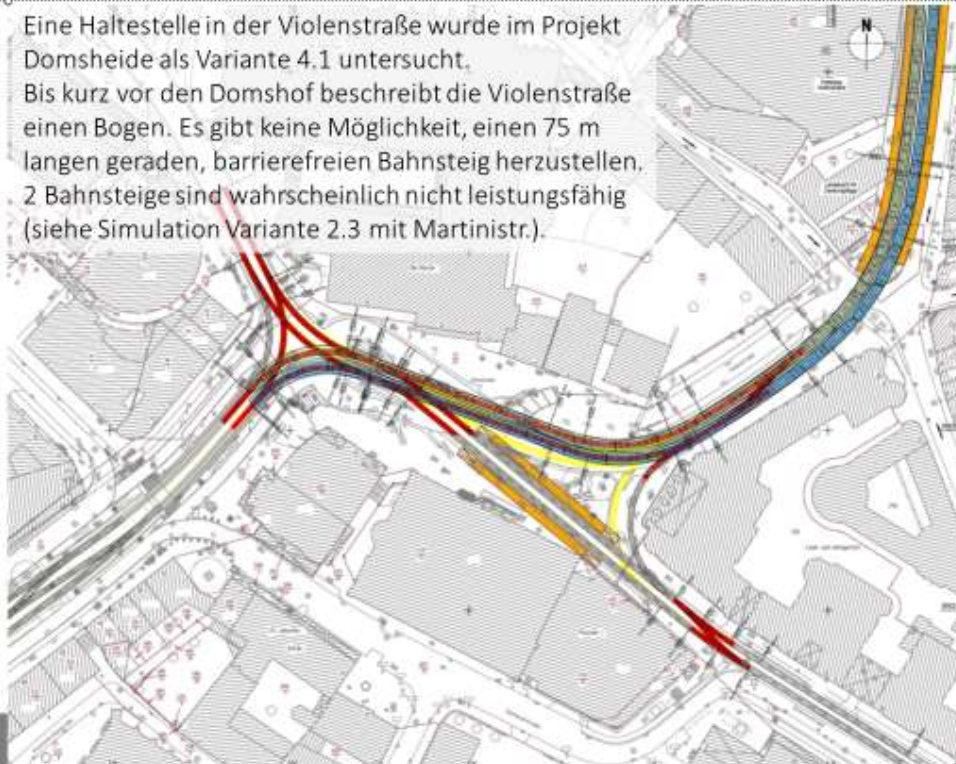 Eine Haltestelle in der Violenstraße wurde im Projekt
Domsheide als Variante 4.1 untersucht.
Bis kurz vor den Domshof beschreibt die Violenstraße
einen Bogen. Es gibt keine Möglichkeit, einen 75 m
langen geraden, barrierefreien Bahnsteig herzustellen.
2 Bahnsteige sind wahrscheinlich nicht leistungsfähig
(siehe Simulation Variante 2.3 mit Martinistr.).
N